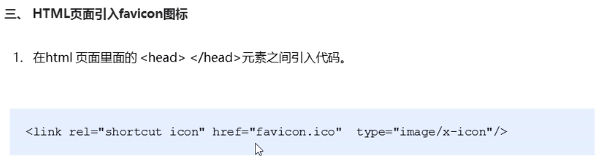 三、 HTML页面引入favicon图标
1. 在html 页面里面的 <head> </head>元素之间引入代码。
<link rel="shortcut icon" href="favicon.ico"  type="image/x-icon"/>